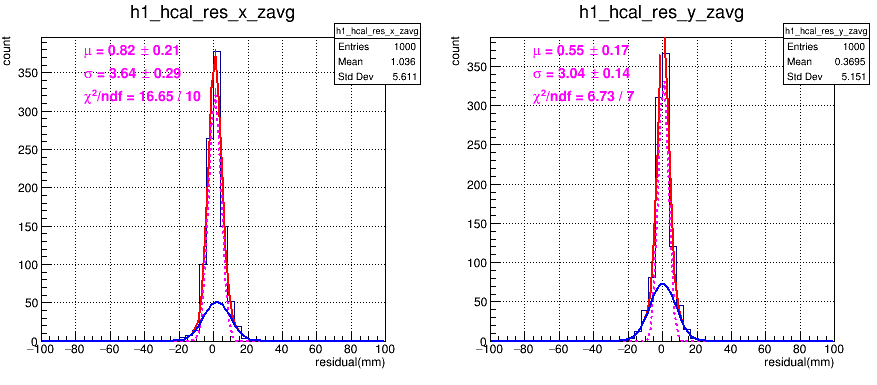 h1_hcal_res_x_zavg
count
h1_hcal_res_x_zavg
Entries 1000
Mean 1.036
Std Dev 5.611
μ = 0.82 ± 0.21
σ = 3.64 ± 0.29
χ²/ndf = 16.65 / 10
350
300
250
200
150
100
50
0
−100 −80 −60 −40 −20 0 20 40 60 80 100
residual(mm)
h1_hcal_res_y_zavg
count
h1_hcal_res_y_zavg
Entries 1000
Mean 0.3695
Std Dev 5.151
μ = 0.55 ± 0.17
σ = 3.04 ± 0.14
χ²/ndf = 6.73 / 7
350
300
250
200
150
100
50
0
−100 −80 −60 −40 −20 0 20 40 60 80 100
residual(mm)